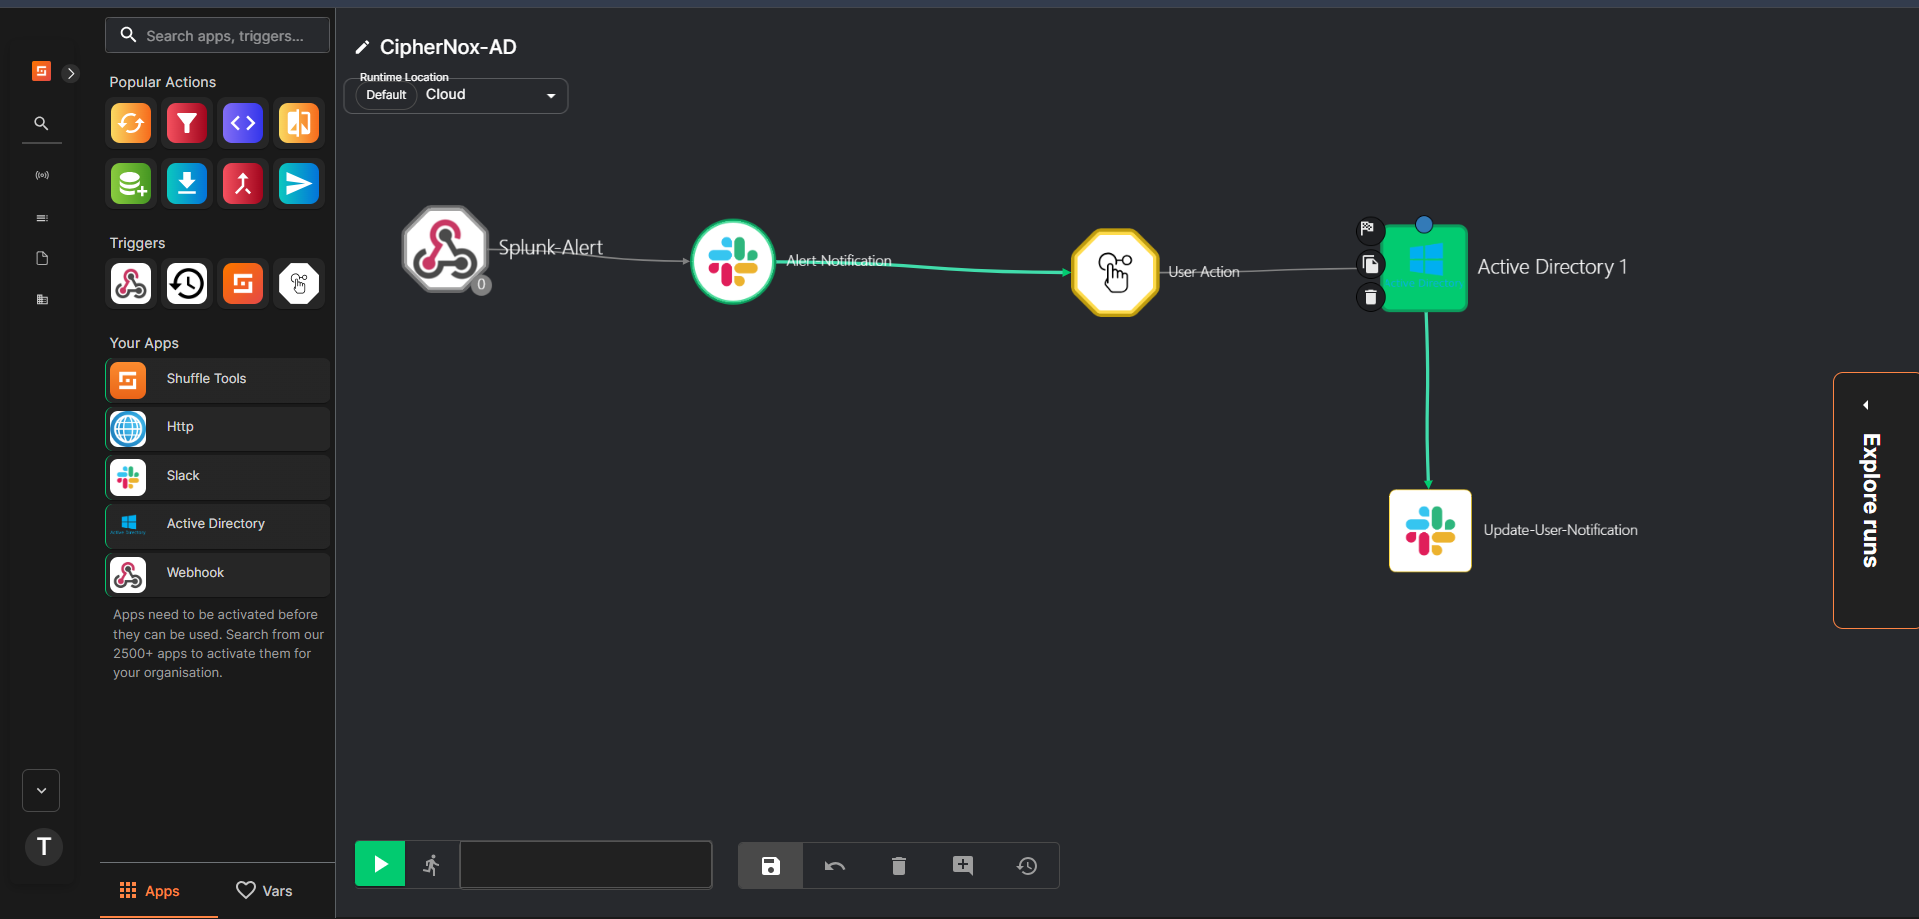 Search apps, triggers...
Popular Actions
Triggers
Your Apps
Shuffle Tools
Http
Slack
Active Directory
Webhook
Apps need to be activated before
they can be used. Search from our
2500+ apps to activate them for
your organisation.
T
Apps
Vars
CipherNox-AD
Runtime Location
Default
Cloud
Splunk-Alert
0
Alert-Notification
User Action
Active Directory 1
Update-User-Notification
Explore runs